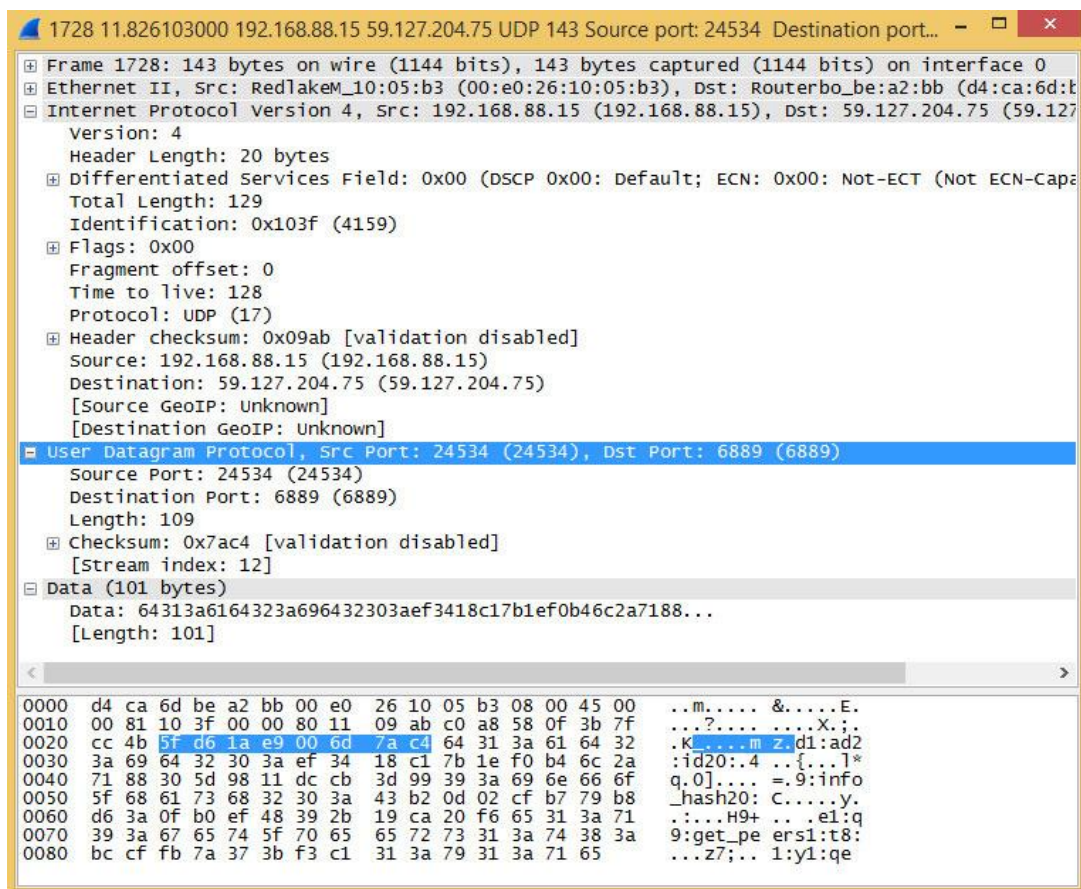 1728 11.826103000 192.168.88.15 59.127.204.75 UDP 143 Source port: 24534 Destination port...
Frame 1728: 143 bytes on wire (1144 bits), 143 bytes captured (1144 bits) on interface 0
Ethernet II, Src: RedlakeM_10:05:b3 (00:e0:26:10:05:b3), Dst: Routerbo_be:a2:bb (d4:ca:6d:b
Internet Protocol Version 4, Src: 192.168.88.15 (192.168.88.15), Dst: 59.127.204.75 (59.127
Version: 4
Header Length: 20 bytes
Differentiated Services Field: 0x00 (DSCP 0x00: Default; ECN: 0x00: Not-ECT (Not ECN-Capa
Total Length: 129
Identification: 0x103f (4159)
Flags: 0x00
Fragment offset: 0
Time to live: 128
Protocol: UDP (17)
Header checksum: 0x09ab [validation disabled]
Source: 192.168.88.15 (192.168.88.15)
Destination: 59.127.204.75 (59.127.204.75)
[Source GeoIP: Unknown]
[Destination GeoIP: Unknown]
User Datagram Protocol, Src Port: 24534 (24534), Dst Port: 6889 (6889)
Source Port: 24534 (24534)
Destination Port: 6889 (6889)
Length: 109
Checksum: 0x7ac4 [validation disabled]
[Stream index: 12]
Data (101 bytes)
Data: 64313a6164323a696432303aef3418c17b1ef0b46c2a7188...
[Length: 101]
0000 d4 ca 6d be a2 bb 00 e0 26 10 05 b3 08 00 45 00 ..m..... &.....E.
0010 00 81 10 3f 00 00 80 11 09 ab c0 a8 58 0f 3b 7f ...?.... ....X.;.
0020 cc 4b 5f d6 1a e9 00 6d 7a c4 64 31 3a 61 64 32 .K_....m z.d1:ad2
0030 3a 69 64 32 30 3a ef 34 18 c1 7b 1e f0 b4 6c 2a :id20:.4 ..{...l*
0040 71 88 30 5d 98 11 dc cb 3d 99 39 3a 69 6e 66 6f q.0].... =.9:info
0050 5f 68 61 73 68 32 30 3a 43 b2 0d 02 cf b7 79 b8 _hash20: C.....y.
0060 d6 3a 0f b0 ef 48 39 2b 19 ca 20 f6 65 31 3a 71 .:...H9+ .. .e1:q
0070 39 3a 67 65 74 5f 70 65 65 72 73 31 3a 74 38 3a 9:get_pe ers1:t8:
0080 bc cf fb 7a 37 3b f3 c1 31 3a 79 31 3a 71 65 ...z7;.. 1:y1:qe